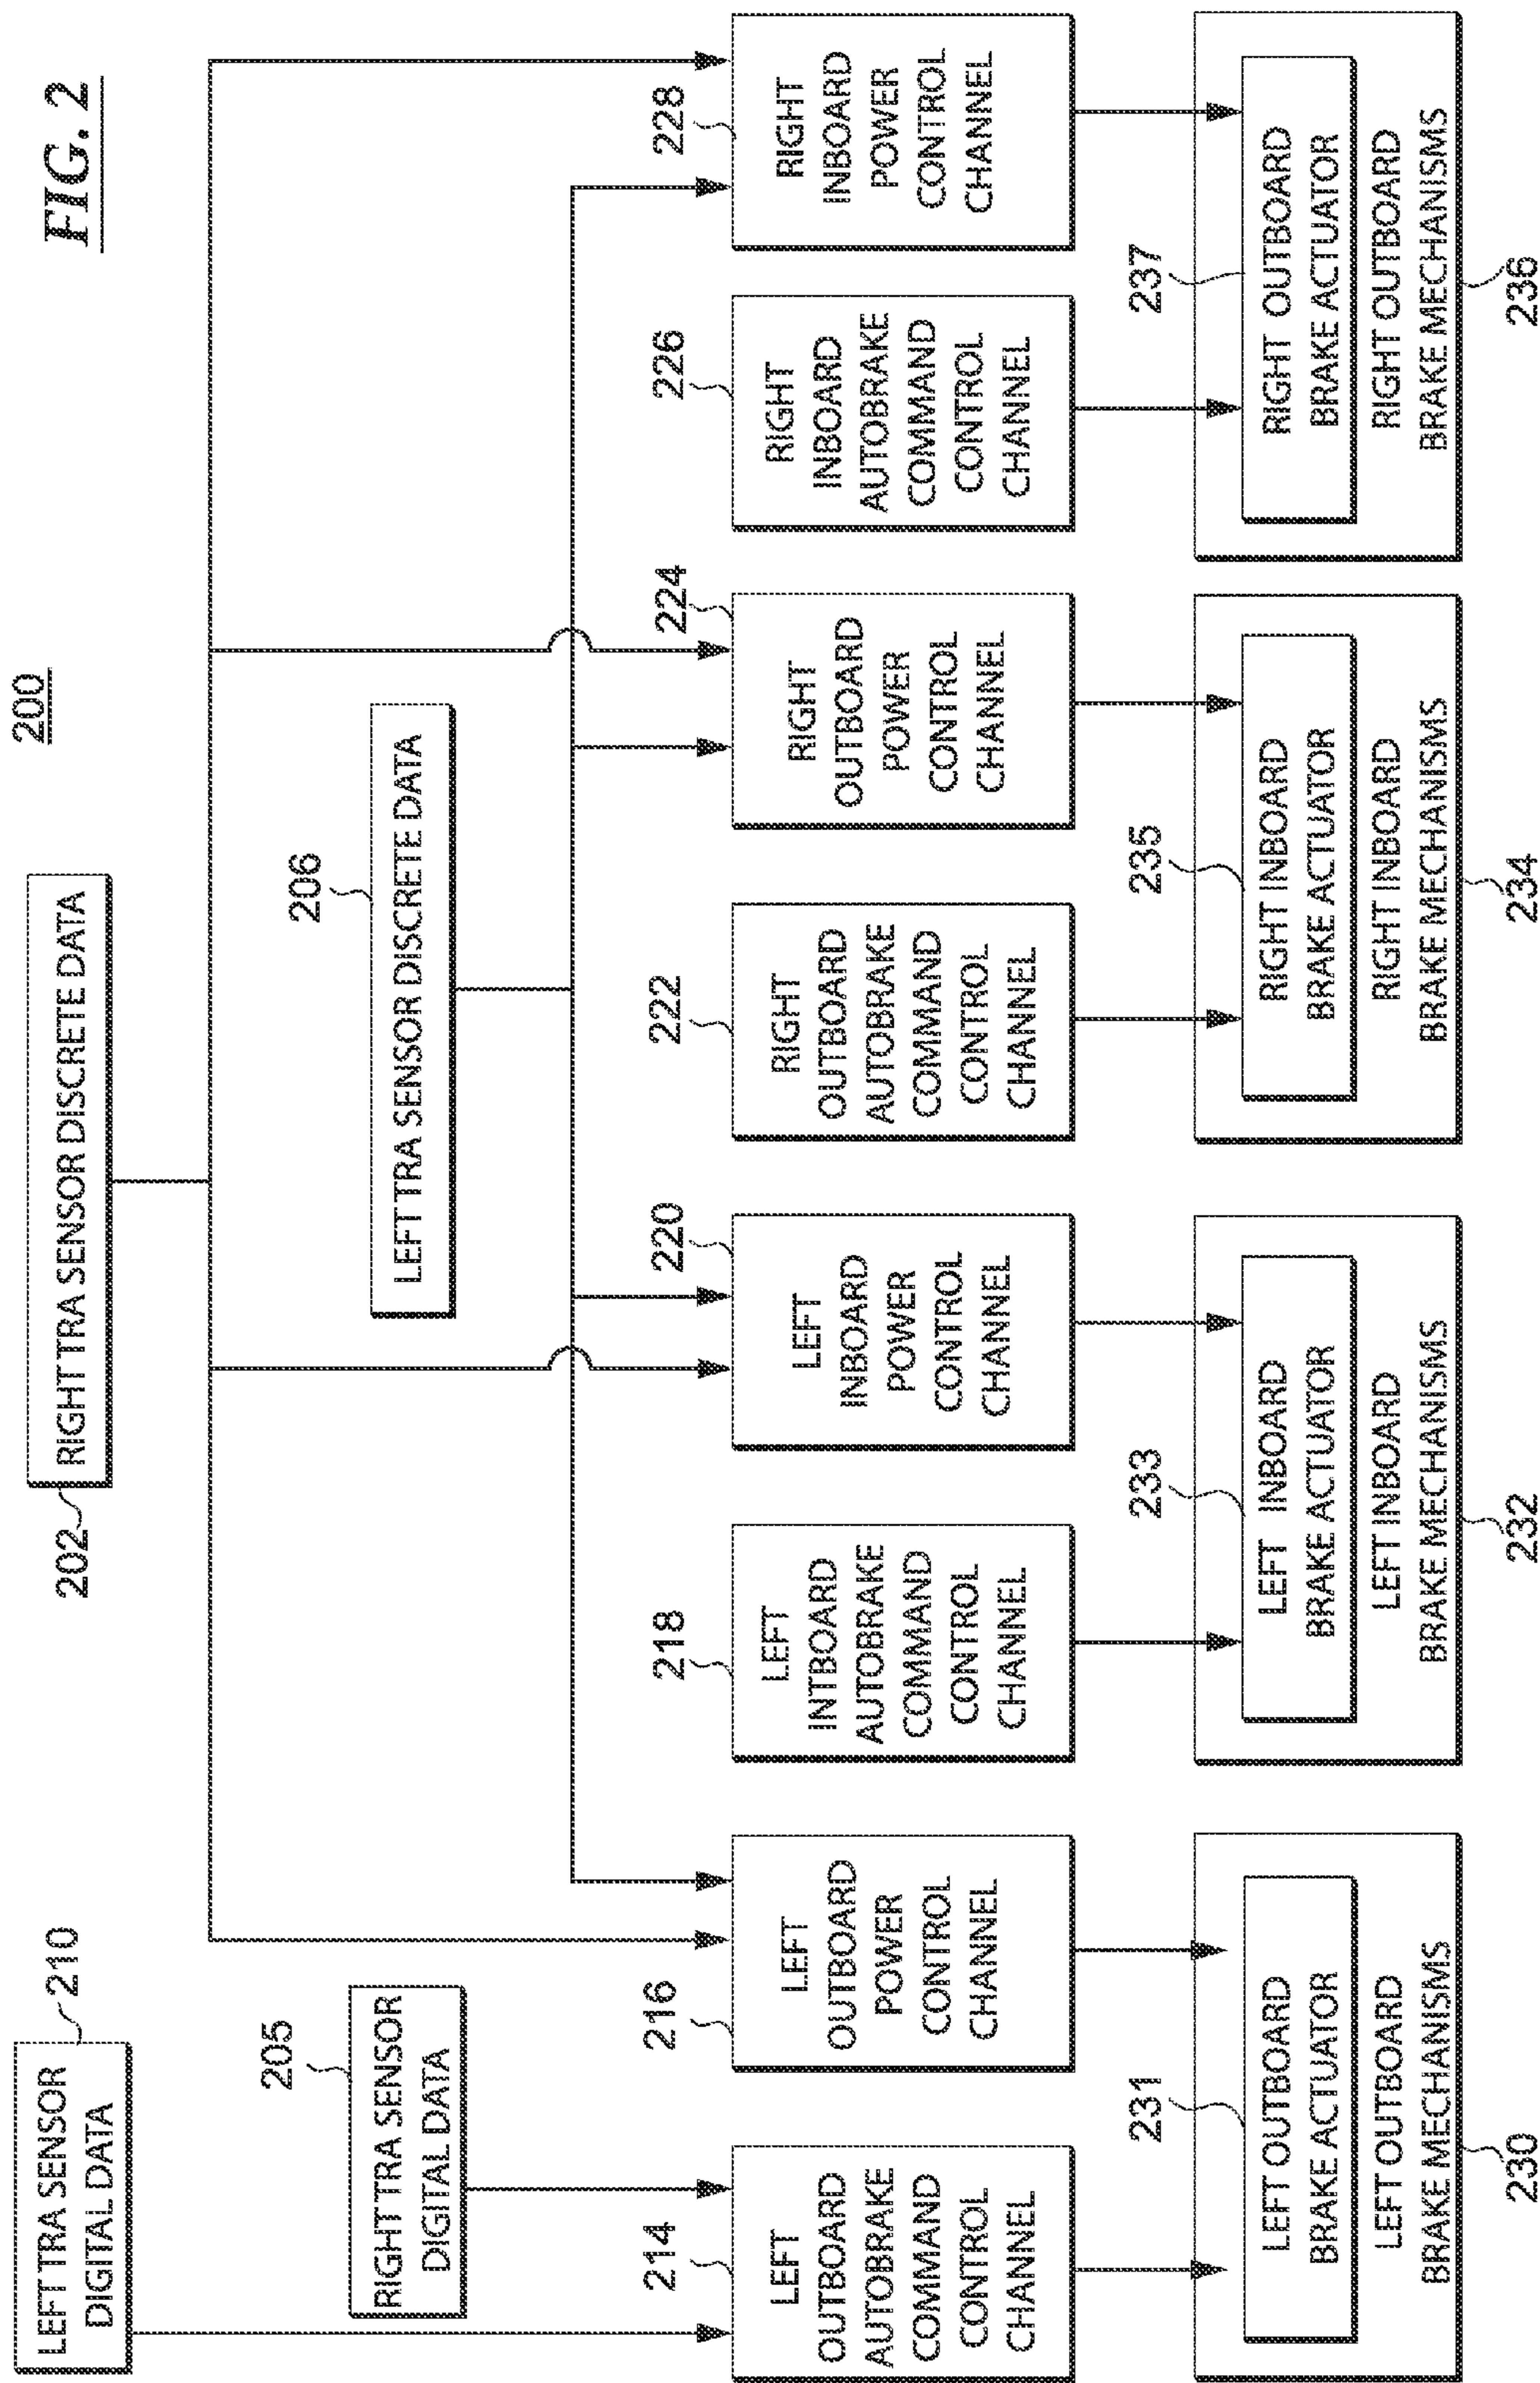 200
FIG. 2
LEFT TRA SENSOR
DIGITAL DATA
210
202
RIGHT TRA SENSOR DISCRETE DATA
205
RIGHT TRA SENSOR
DIGITAL DATA
206
LEFT TRA SENSOR DISCRETE DATA
214
LEFT
OUTBOARD
AUTOBRAKE
COMMAND
CONTROL
CHANNEL
216
LEFT
OUTBOARD
POWER
CONTROL
CHANNEL
218
LEFT
INTBOARD
AUTOBRAKE
COMMAND
CONTROL
CHANNEL
220
LEFT
INBOARD
POWER
CONTROL
CHANNEL
222
RIGHT
OUTBOARD
AUTOBRAKE
COMMAND
CONTROL
CHANNEL
224
RIGHT
OUTBOARD
POWER
CONTROL
CHANNEL
226
RIGHT
INBOARD
AUTOBRAKE
COMMAND
CONTROL
CHANNEL
228
RIGHT
INBOARD
POWER
CONTROL
CHANNEL
231
LEFT OUTBOARD
BRAKE ACTUATOR
LEFT OUTBOARD
BRAKE MECHANISMS
230
233
LEFT INBOARD
BRAKE ACTUATOR
LEFT INBOARD
BRAKE MECHANISMS
232
235
RIGHT INBOARD
BRAKE ACTUATOR
RIGHT INBOARD
BRAKE MECHANISMS
234
237
RIGHT OUTBOARD
BRAKE ACTUATOR
RIGHT OUTBOARD
BRAKE MECHANISMS
236